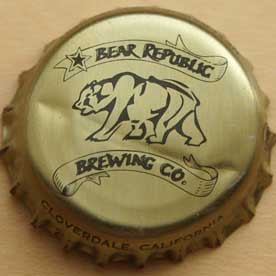 BEAR REPUBLIC
BREWING CO.
CLOVERDALE, CALIFORNIA